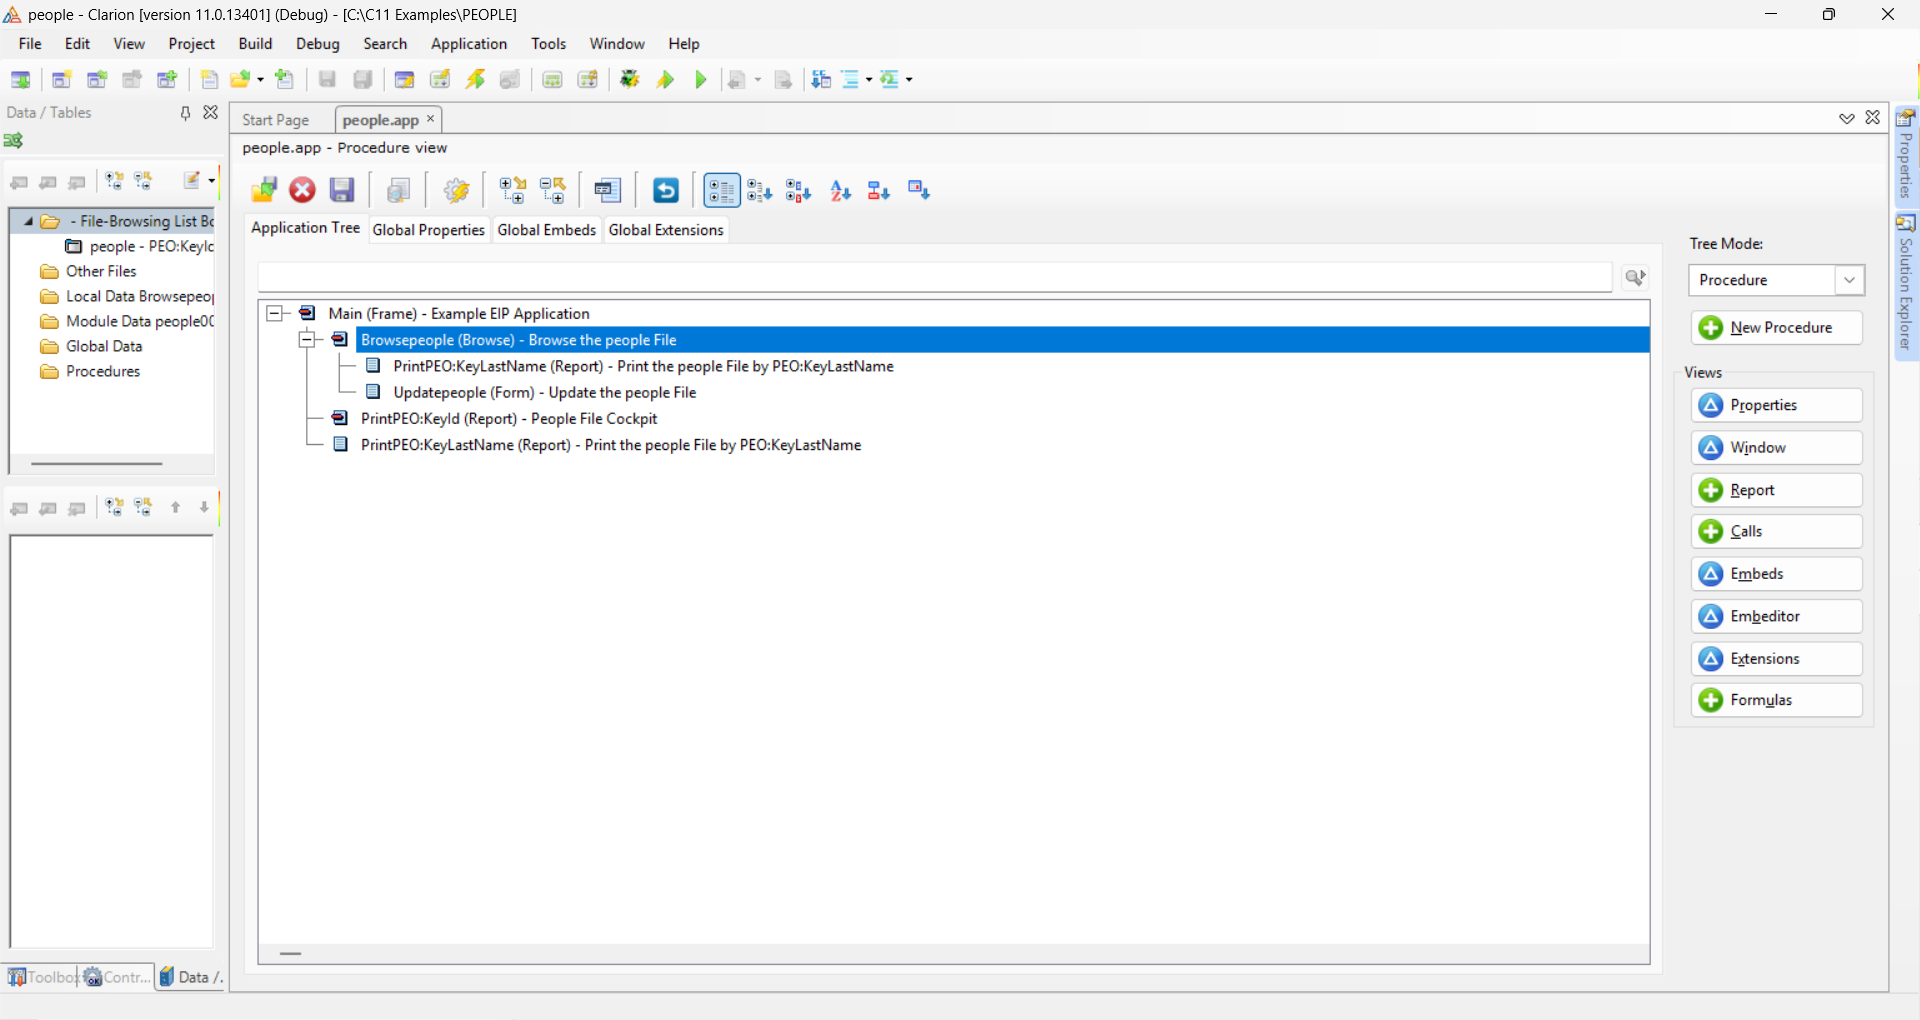 people - Clarion [version 11.0.13401] (Debug) - [C:\C11 Examples\PEOPLE]
File Edit View Project Build Debug Search Application Tools Window Help
Data / Tables
- File-Browsing List Bo
people - PEO:KeyIc
Other Files
Local Data Browsepeop
Module Data people00
Global Data
Procedures
Toolbox
Contr...
Data /.
Start Page
people.app
people.app - Procedure view
Application Tree
Global Properties
Global Embeds
Global Extensions
Main (Frame) - Example EIP Application
Browsepeople (Browse) - Browse the people File
PrintPEO:KeyLastName (Report) - Print the people File by PEO:KeyLastName
Updatepeople (Form) - Update the people File
PrintPEO:KeyId (Report) - People File Cockpit
PrintPEO:KeyLastName (Report) - Print the people File by PEO:KeyLastName
Tree Mode:
Procedure
New Procedure
Views
Properties
Window
Report
Calls
Embeds
Embeditor
Extensions
Formulas
Properties
Solution Explorer